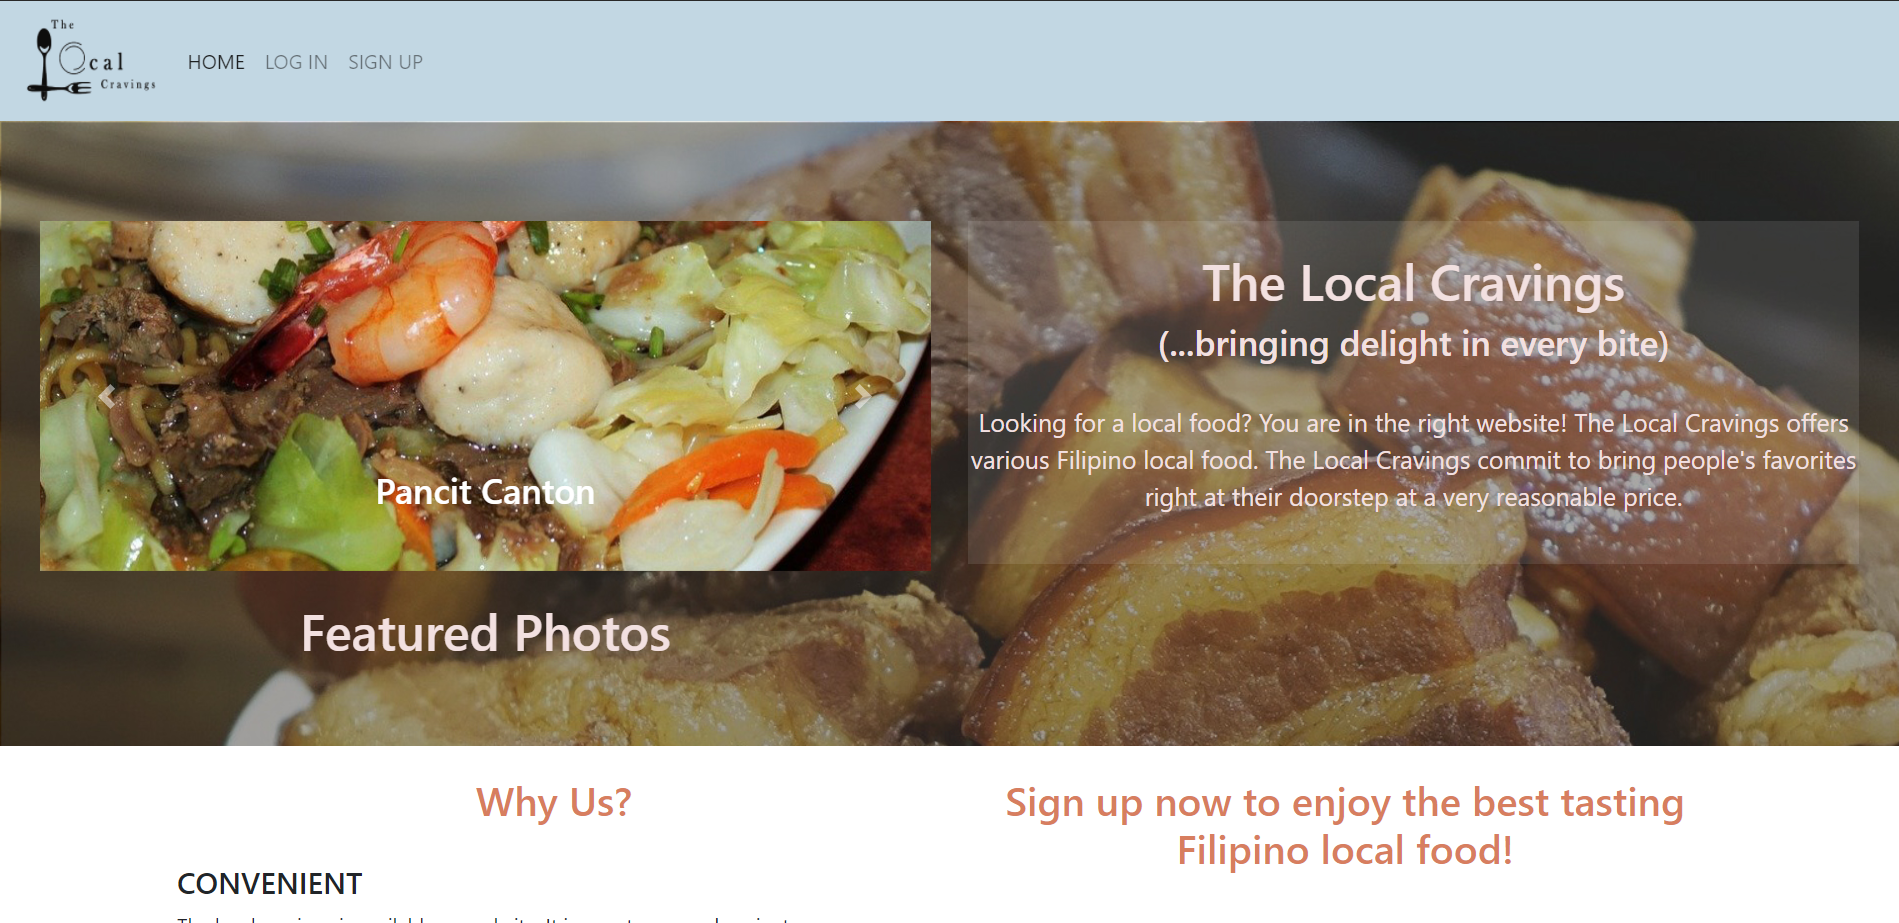 The
Local
Cravings
HOME LOG IN SIGN UP
Pancit Canton
Featured Photos
The Local Cravings
(...bringing delight in every bite)
Looking for a local food? You are in the right website! The Local Cravings offers
various Filipino local food. The Local Cravings commit to bring people's favorites
right at their doorstep at a very reasonable price.
Why Us?
CONVENIENT
Sign up now to enjoy the best tasting
Filipino local food!